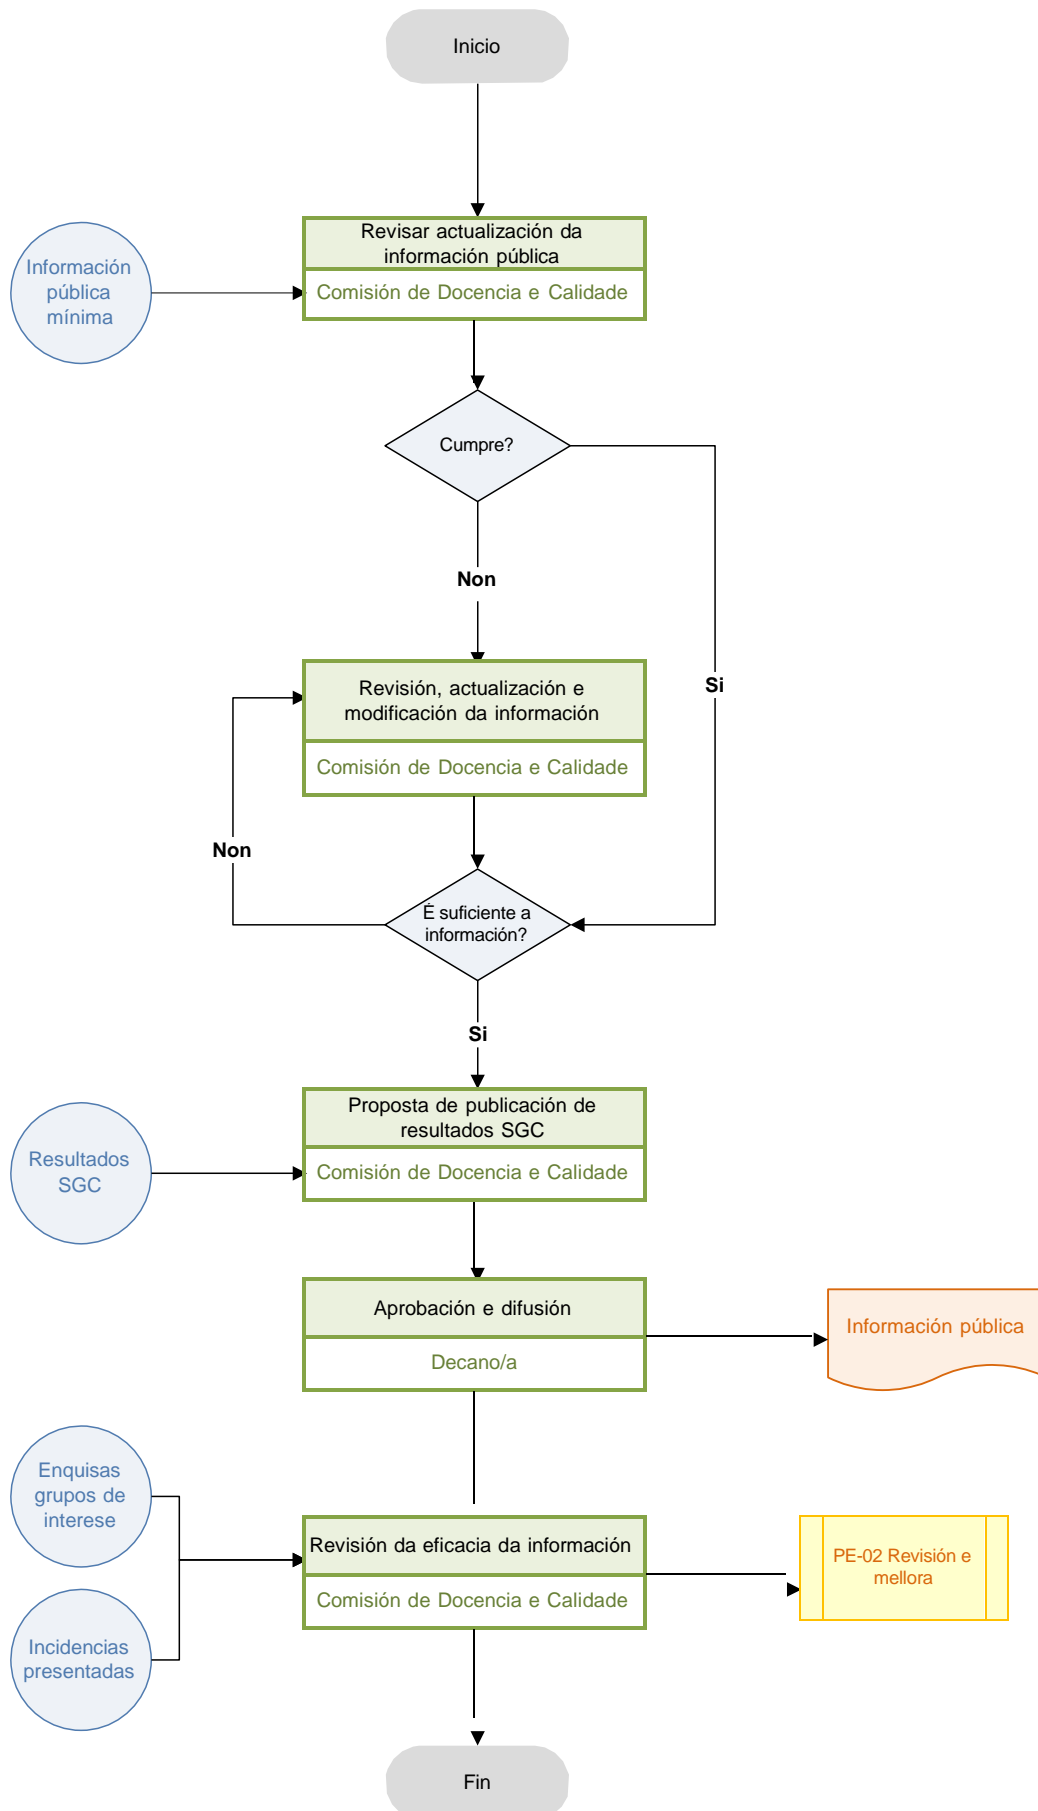 Inicio
Revisar actualización da
información pública
Comisión de Docencia e Calidade
Información
pública
mínima
Cumpre?
Non
Si
Revisión, actualización e
modificación da información
Comisión de Docencia e Calidade
Non
É suficiente a
información?
Si
Proposta de publicación de
resultados SGC
Comisión de Docencia e Calidade
Resultados
SGC
Aprobación e difusión
Decano/a
Información pública
Enquisas
grupos de
interese
Revisión da eficacia da información
Comisión de Docencia e Calidade
PE-02 Revisión e
mellora
Incidencias
presentadas
Fin